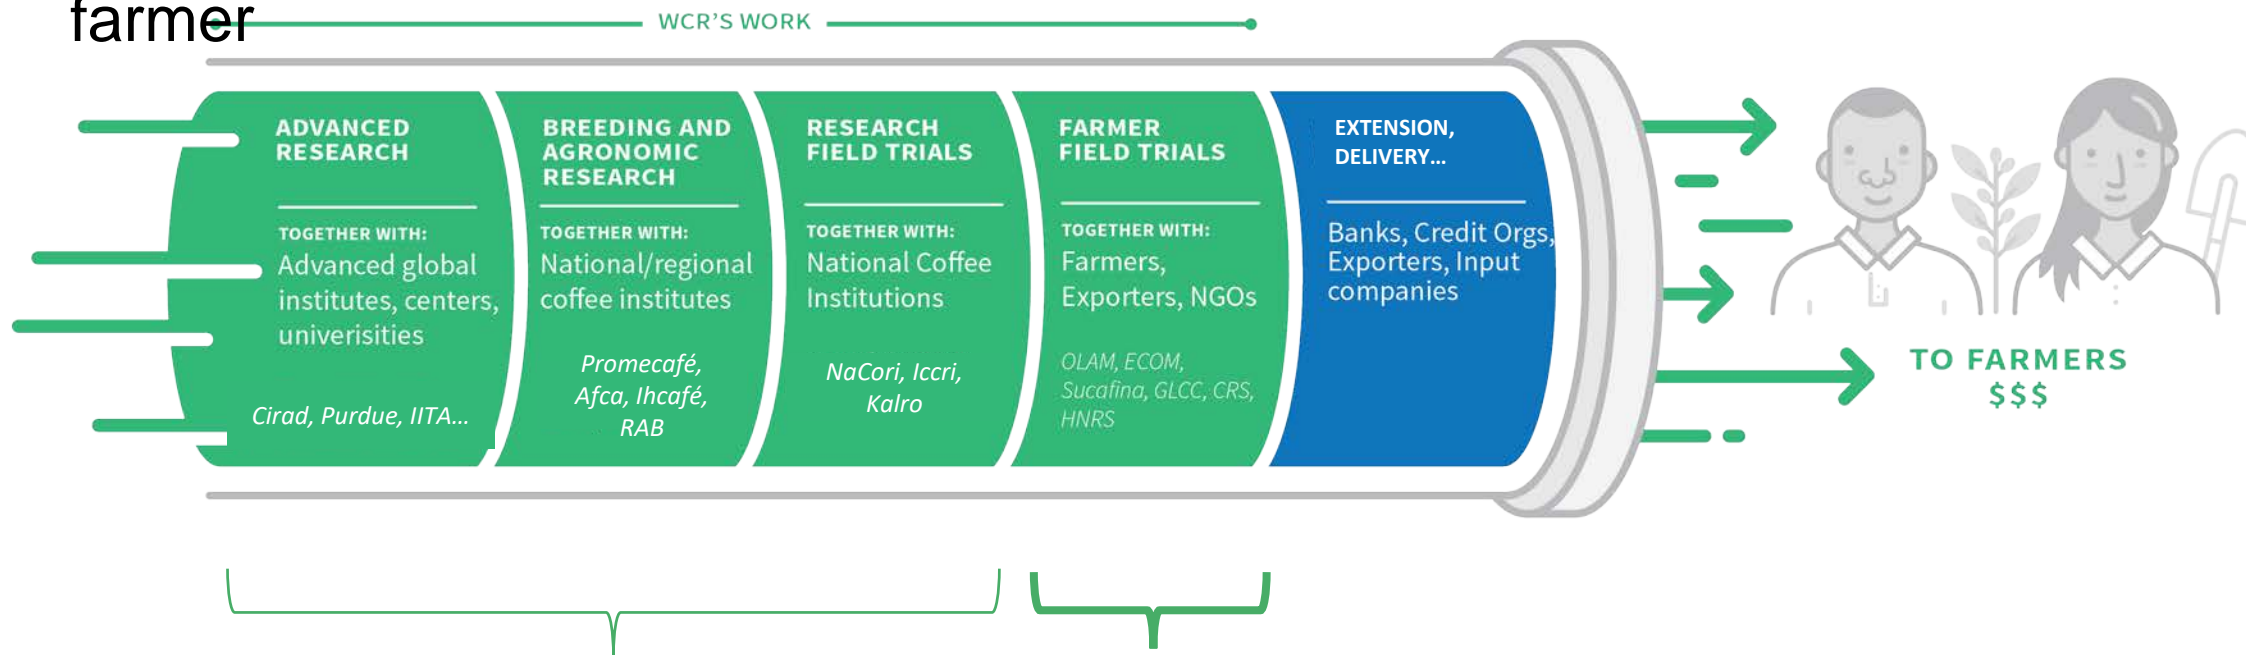 farmer
WCR'S WORK
ADVANCED
RESEARCH
TOGETHER WITH:
Advanced global
institutes, centers,
univerisities
Cirad, Purdue, IITA...
BREEDING AND
AGRONOMIC
RESEARCH
TOGETHER WITH:
National/regional
coffee institutes
Promecafé,
Afca, Ihcafé,
RAB
RESEARCH
FIELD TRIALS
TOGETHER WITH:
National Coffee
Institutions
NaCori, Iccri,
Kalro
FARMER
FIELD TRIALS
TOGETHER WITH:
Farmers,
Exporters, NGOs
OLAM, ECOM,
Sucafina, GLCC, CRS,
HNRS
EXTENSION,
DELIVERY...
Banks, Credit Orgs,
Exporters, Input
companies
TO FARMERS
$$$